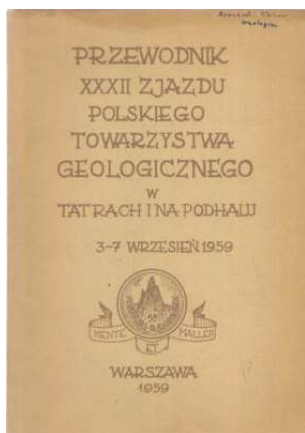 PRZEWODNIK
XXXII ZJAZDU
POLSKIEGO
TOWARZYSTWA
GEOLOGICZNEGO
W
TATRACH I NA PODHALU
3-7 WRZESIEŃ 1959
MENTE ET MALLEO
WARSZAWA
1959